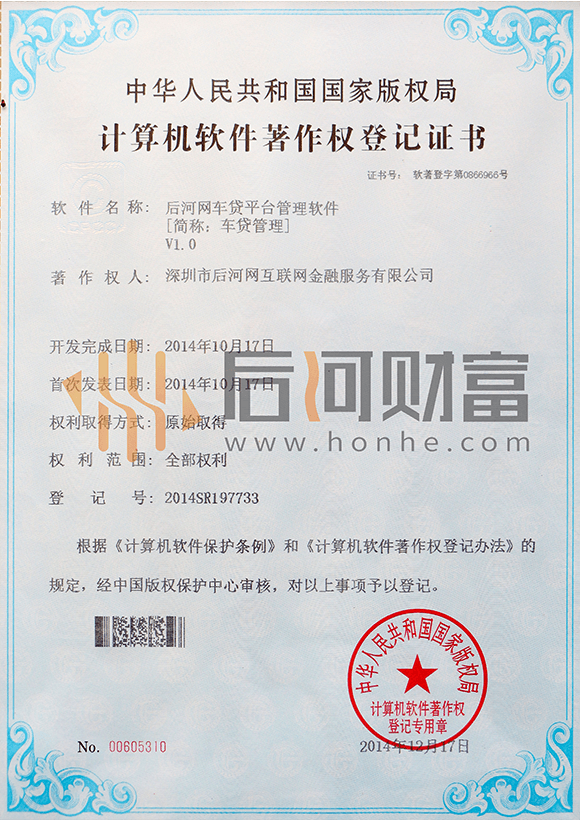 中华人民共和国国家版权局
计算机软件著作权登记证书
证书号： 软著登字第0866966号
软件名称： 后河网车贷平台管理软件
[简称：车贷管理]
V1.0
著作权人： 深圳市后河网互联网金融服务有限公司
开发完成日期： 2014年10月17日
首次发表日期： 2014年10月17日
权利取得方式： 原始取得
权利范围： 全部权利
登记号： 2014SR197733
后河财富
www.honhe.com
根据《计算机软件保护条例》和《计算机软件著作权登记办法》的
规定，经中国版权保护中心审核，对以上事项予以登记。
中华人民共和国国家版权局
计算机软件著作权
登记专用章
No. 00605310
2014年12月17日